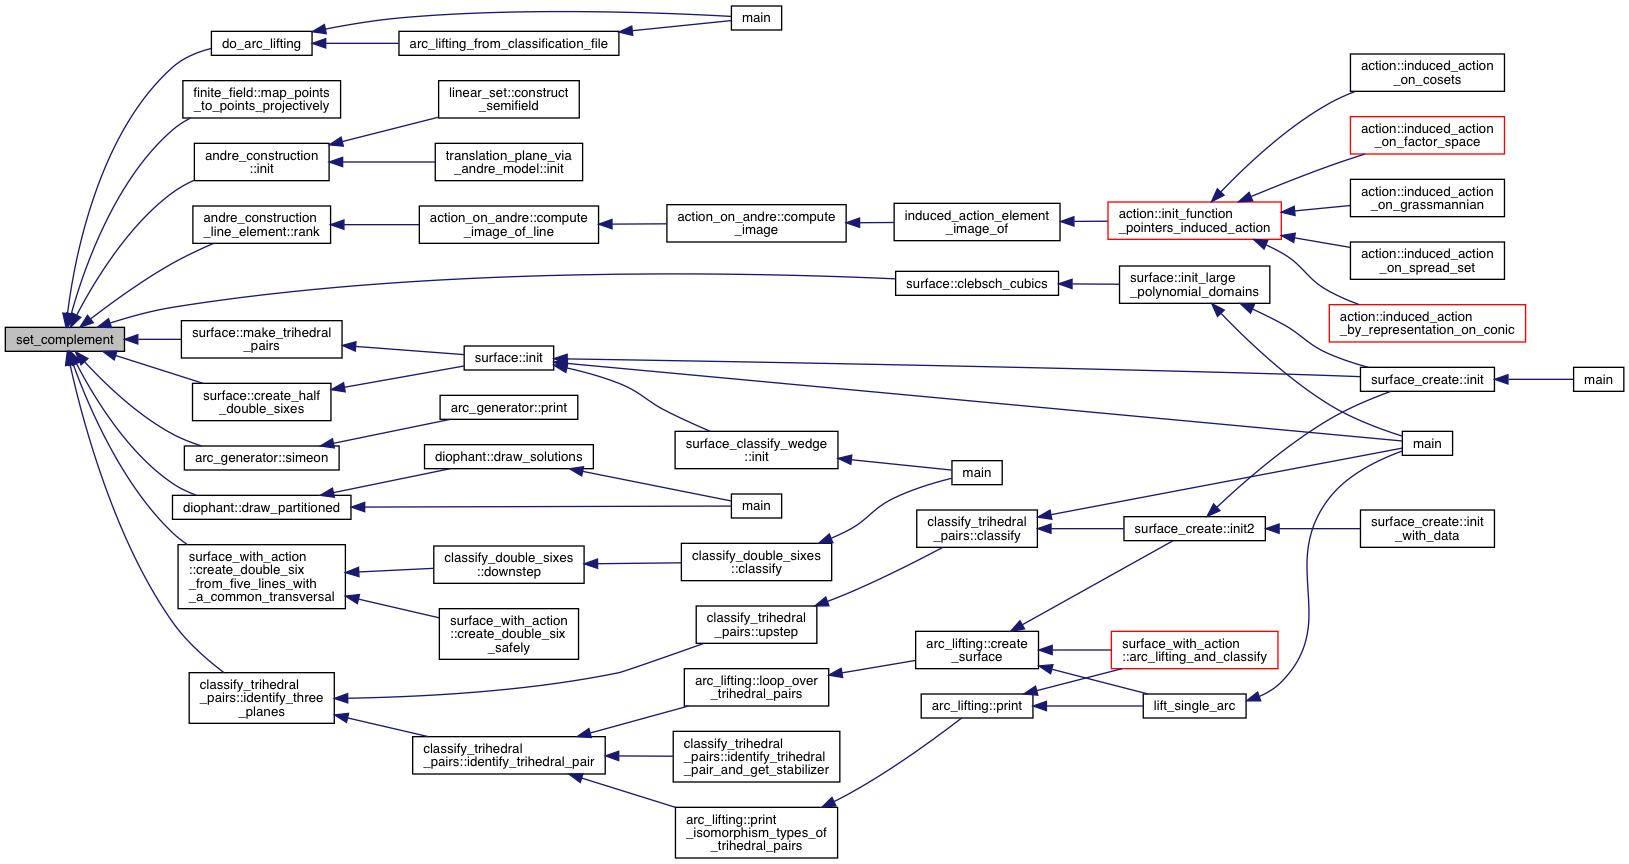 set_complement
do_arc_lifting
main
arc_lifting_from_classification_file
finite_field::map_points
_to_points_projectively
andre_construction
::init
linear_set::construct
_semifield
translation_plane_via
_andre_model::init
andre_construction
_line_element::rank
action_on_andre::compute
_image_of_line
action_on_andre::compute
_image
induced_action_element
_image_of
action::init_function
_pointers_induced_action
action::induced_action
_on_cosets
action::induced_action
_on_factor_space
action::induced_action
_on_grassmannian
action::induced_action
_on_spread_set
action::induced_action
_by_representation_on_conic
surface::clebsch_cubics
surface::init_large
_polynomial_domains
surface::make_trihedral
_pairs
surface::init
surface::create_half
_double_sixes
surface_create::init
main
main
arc_generator::simeon
arc_generator::print
surface_classify_wedge
::init
main
diophant::draw_partitioned
diophant::draw_solutions
main
surface_with_action
::create_double_six
_from_five_lines_with
_a_common_transversal
classify_double_sixes
::downstep
classify_double_sixes
::classify
surface_with_action
::create_double_six
_safely
classify_trihedral
_pairs::classify
surface_create::init2
surface_create::init
_with_data
classify_trihedral
_pairs::identify_three
_planes
classify_trihedral
_pairs::upstep
classify_trihedral
_pairs::identify_trihedral_pair
arc_lifting::loop_over
_trihedral_pairs
arc_lifting::create
_surface
surface_with_action
::arc_lifting_and_classify
arc_lifting::print
lift_single_arc
classify_trihedral
_pairs::identify_trihedral
_pair_and_get_stabilizer
arc_lifting::print
_isomorphism_types_of
_trihedral_pairs